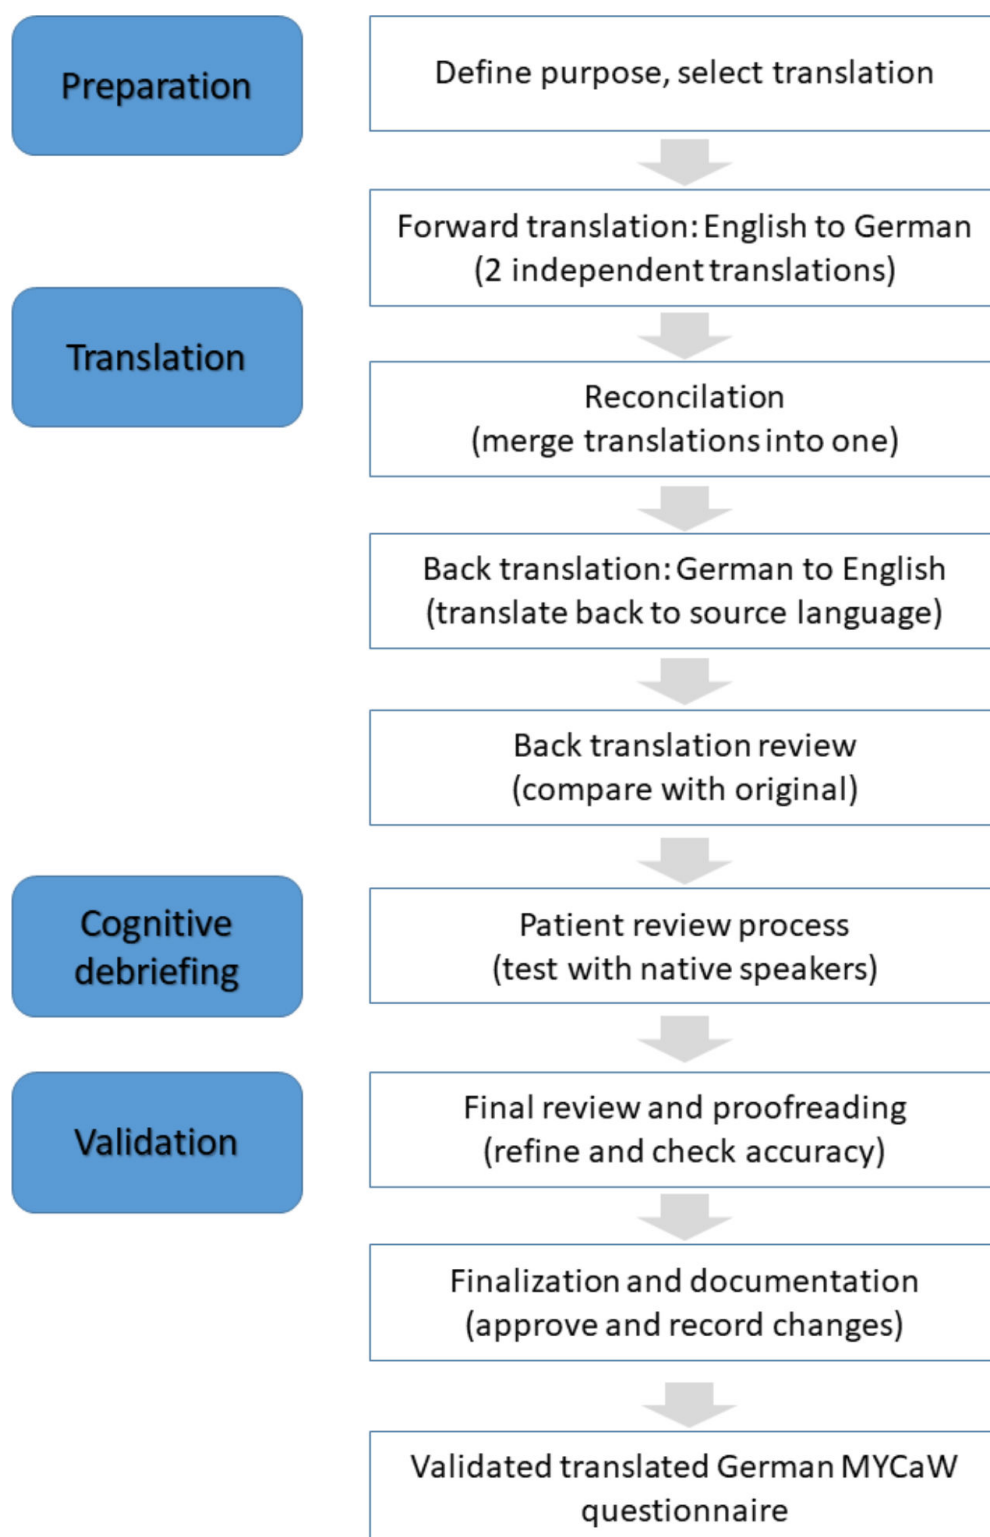 Preparation
Define purpose, select translation
Forward translation: English to German
(2 independent translations)
Translation
Reconcilation
(merge translations into one)
Back translation: German to English
(translate back to source language)
Back translation review
(compare with original)
Cognitive
debriefing
Patient review process
(test with native speakers)
Validation
Final review and proofreading
(refine and check accuracy)
Finalization and documentation
(approve and record changes)
Validated translated German MYCaW
questionnaire